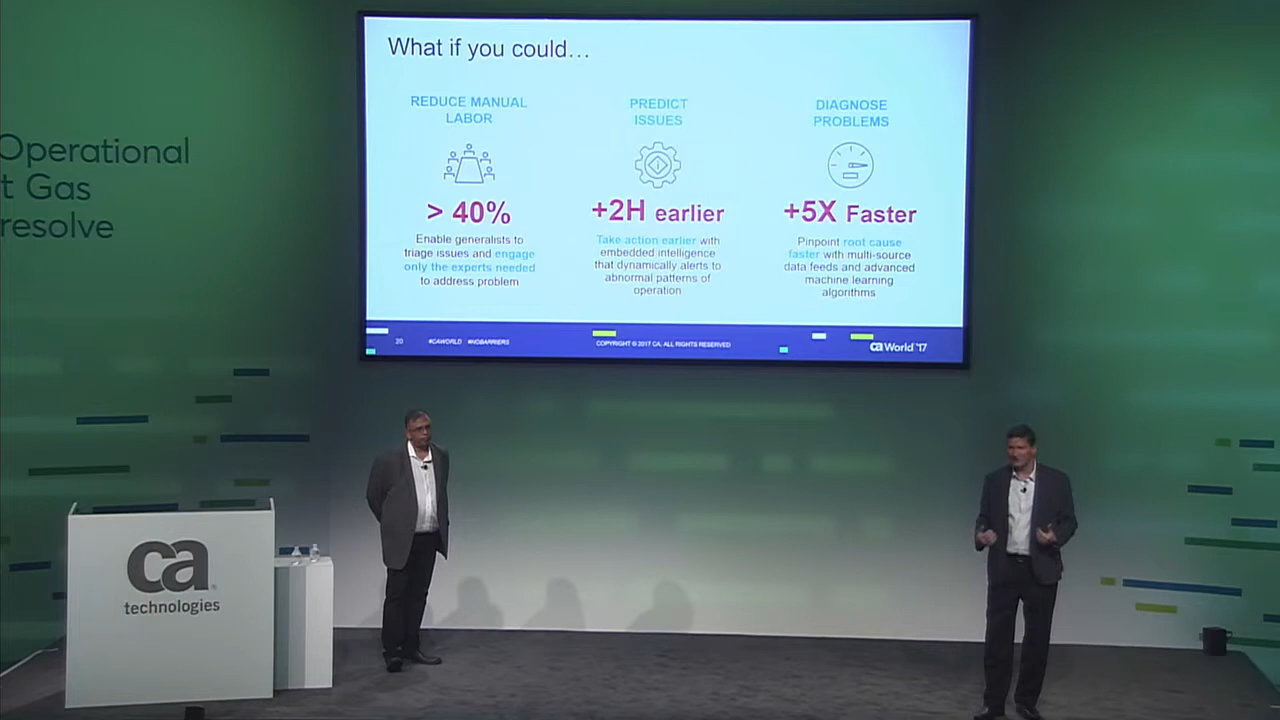 What if you could…
REDUCE MANUAL
LABOR
> 40%
Enable generalists to
triage issues and engage
only the experts needed
to address problem
PREDICT
ISSUES
+2H earlier
Take action earlier with
embedded intelligence
that dynamically alerts to
abnormal patterns of
operation
DIAGNOSE
PROBLEMS
+5X Faster
Pinpoint root cause
faster with multi-source
data feeds and advanced
machine learning
algorithms
20
#CAWORLD #NOBARRIERS
COPYRIGHT © 2017 CA. ALL RIGHTS RESERVED
ca World '17
Operational
t Gas
resolve
ca
technologies